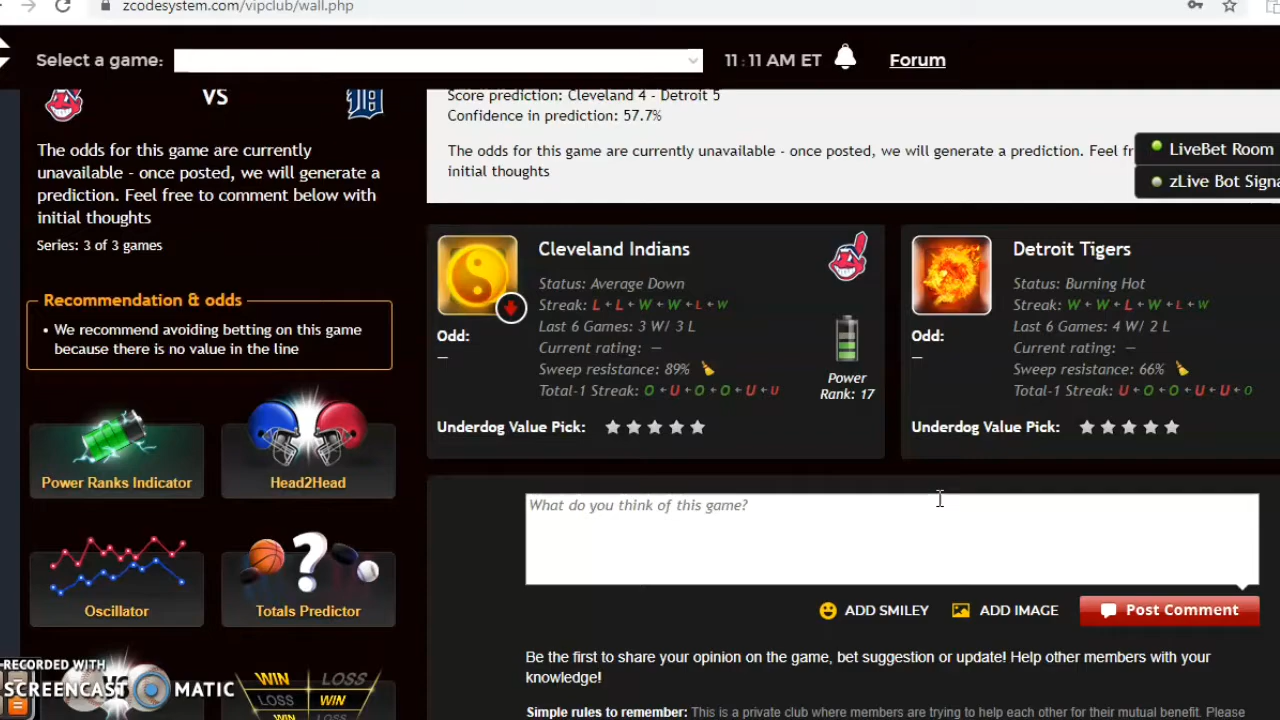 zcodesystem.com/vipclub/wall.php
Select a game:
11:11 AM ET
Forum
VS
The odds for this game are currently
unavailable - once posted, we will generate a
prediction. Feel free to comment below with
initial thoughts
Series: 3 of 3 games
Recommendation & odds
• We recommend avoiding betting on this game
because there is no value in the line
Power Ranks Indicator
Head2Head
Oscillator
Totals Predictor
WIN LOSS
LOSS WIN
WIN LOSS
RECORDED WITH
SCREENCAST MATIC
Score prediction: Cleveland 4 - Detroit 5
Confidence in prediction: 57.7%
The odds for this game are currently unavailable - once posted, we will generate a prediction. Feel fr
initial thoughts
LiveBet Room
zLive Bot Signa
Cleveland Indians
Status: Average Down
Streak: L ← L ← W ← W ← L ← W
Last 6 Games: 3 W/ 3 L
Odd:
—
Current rating: —
Sweep resistance: 89%
Total-1 Streak: O ← U ← O ← O ← U ← U
Power
Rank: 17
Underdog Value Pick:
Detroit Tigers
Status: Burning Hot
Streak: W ← W ← L ← W ← L ← W
Last 6 Games: 4 W/ 2 L
Odd:
—
Current rating: —
Sweep resistance: 66%
Total-1 Streak: U ← O ← O ← U ← U ← O
Underdog Value Pick:
What do you think of this game?
ADD SMILEY
ADD IMAGE
Post Comment
Be the first to share your opinion on the game, bet suggestion or update! Help other members with your
knowledge!
Simple rules to remember: This is a private club where members are trying to help each other for their mutual benefit. Please